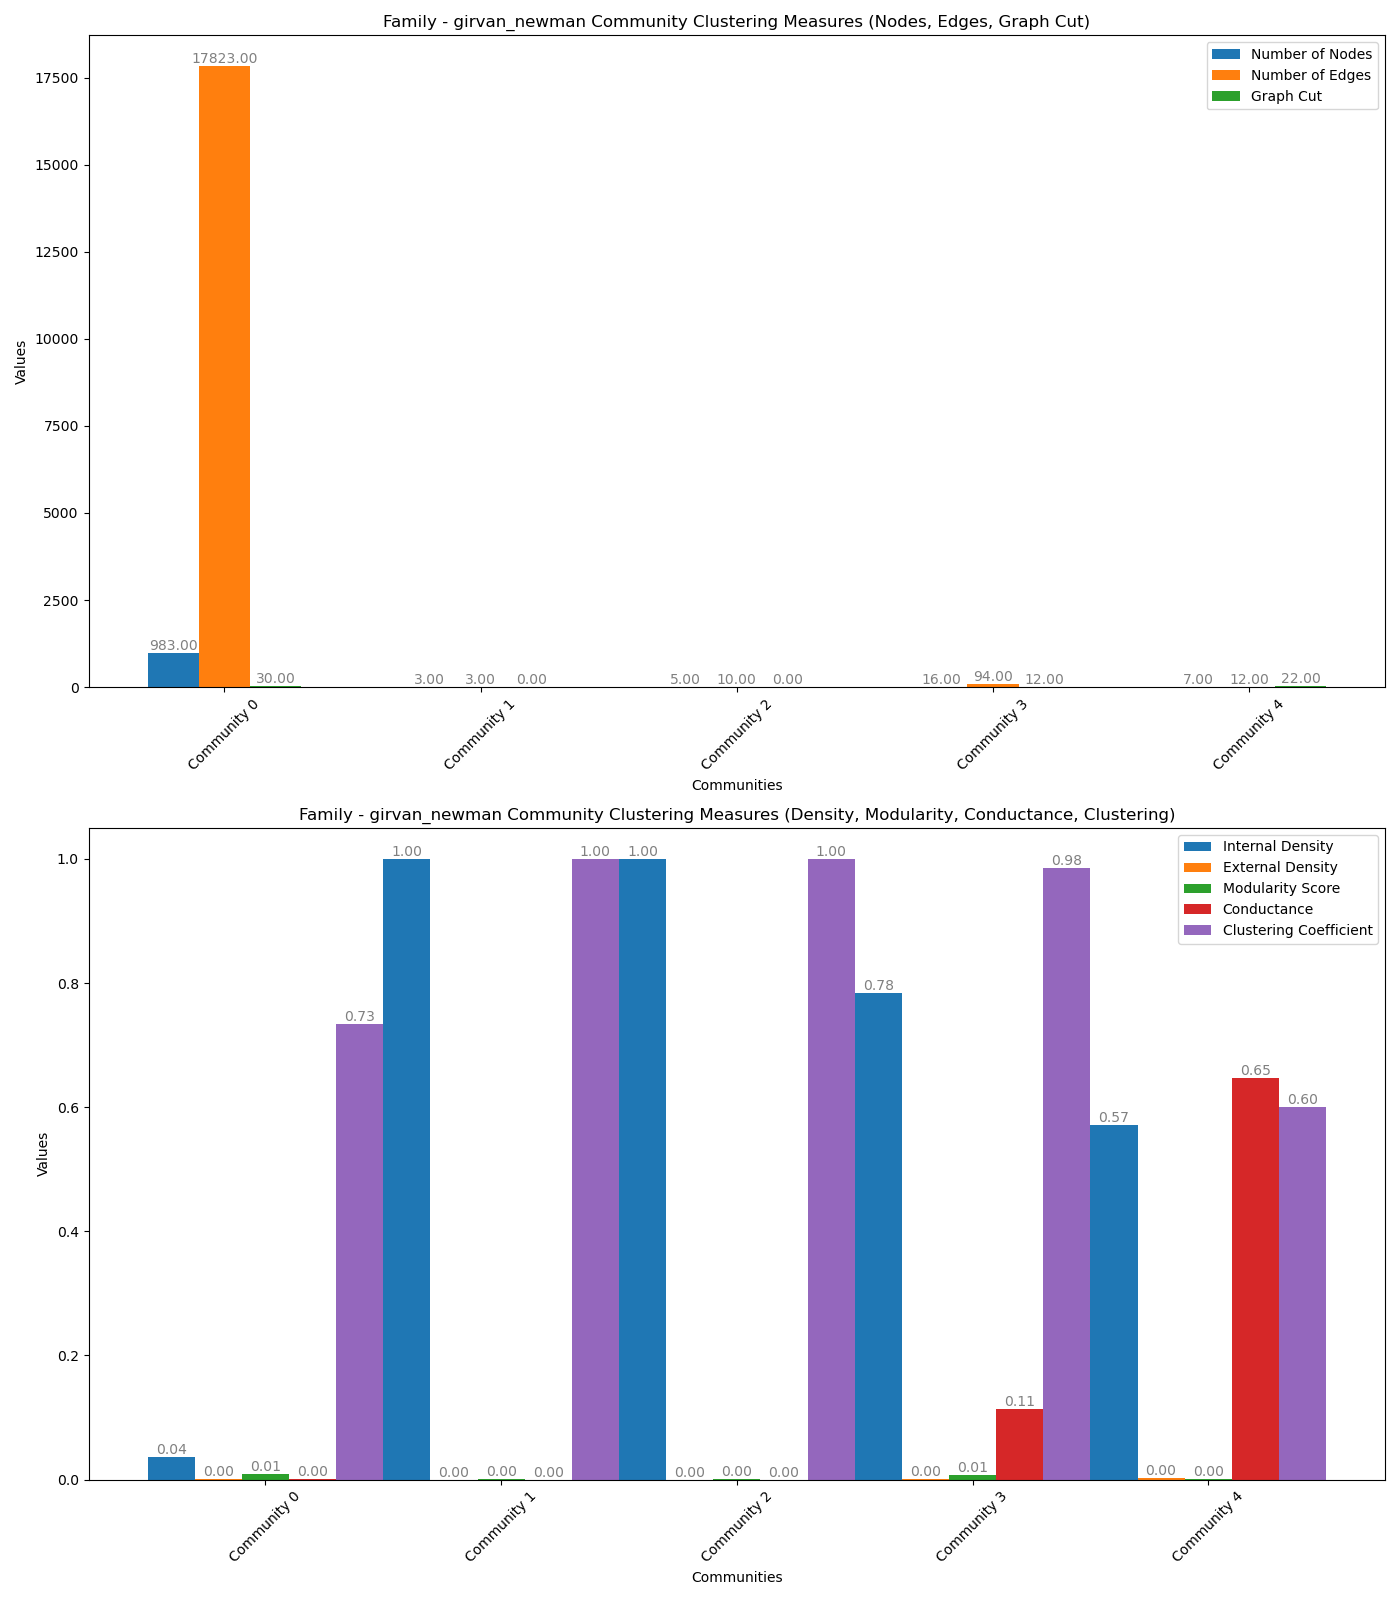 Family - girvan_newman Community Clustering Measures (Nodes, Edges, Graph Cut)
Number of Nodes
Number of Edges
Graph Cut
Values
17500
15000
12500
10000
7500
5000
2500
0
983.00
17823.00
30.00
3.00
3.00
0.00
5.00
10.00
0.00
16.00
94.00
12.00
7.00
12.00
22.00
Community 0
Community 1
Community 2
Community 3
Community 4
Communities
Family - girvan_newman Community Clustering Measures (Density, Modularity, Conductance, Clustering)
Internal Density
External Density
Modularity Score
Conductance
Clustering Coefficient
Values
1.0
0.8
0.6
0.4
0.2
0.0
0.04
0.00
0.01
0.00
0.73
1.00
0.00
0.00
0.00
1.00
1.00
0.00
0.00
0.00
1.00
0.78
0.00
0.01
0.11
0.98
0.57
0.00
0.00
0.65
0.60
Community 0
Community 1
Community 2
Community 3
Community 4
Communities